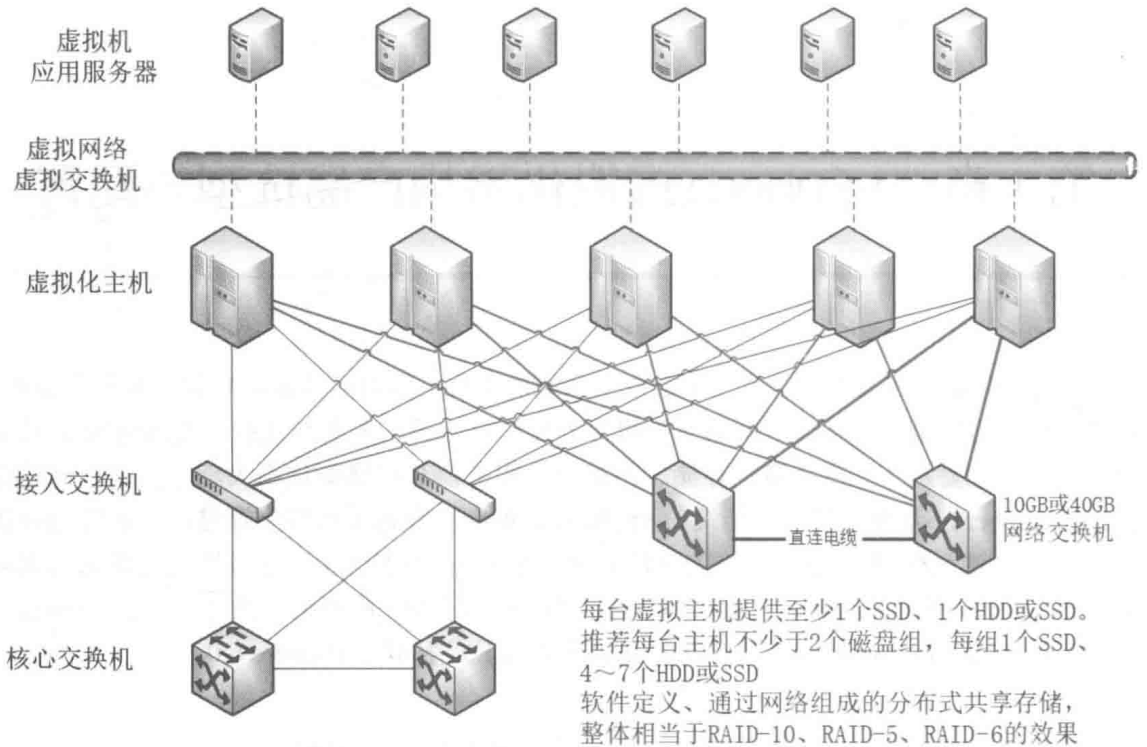 虚拟机
应用服务器
虚拟网络
虚拟交换机
虚拟化主机
接入交换机
直连电缆
10GB或40GB
网络交换机
核心交换机
每台虚拟主机提供至少1个SSD、1个HDD或SSD。
推荐每台主机不少于2个磁盘组，每组1个SSD、
4～7个HDD或SSD
软件定义、通过网络组成的分布式共享存储，
整体相当于RAID-10、RAID-5、RAID-6的效果